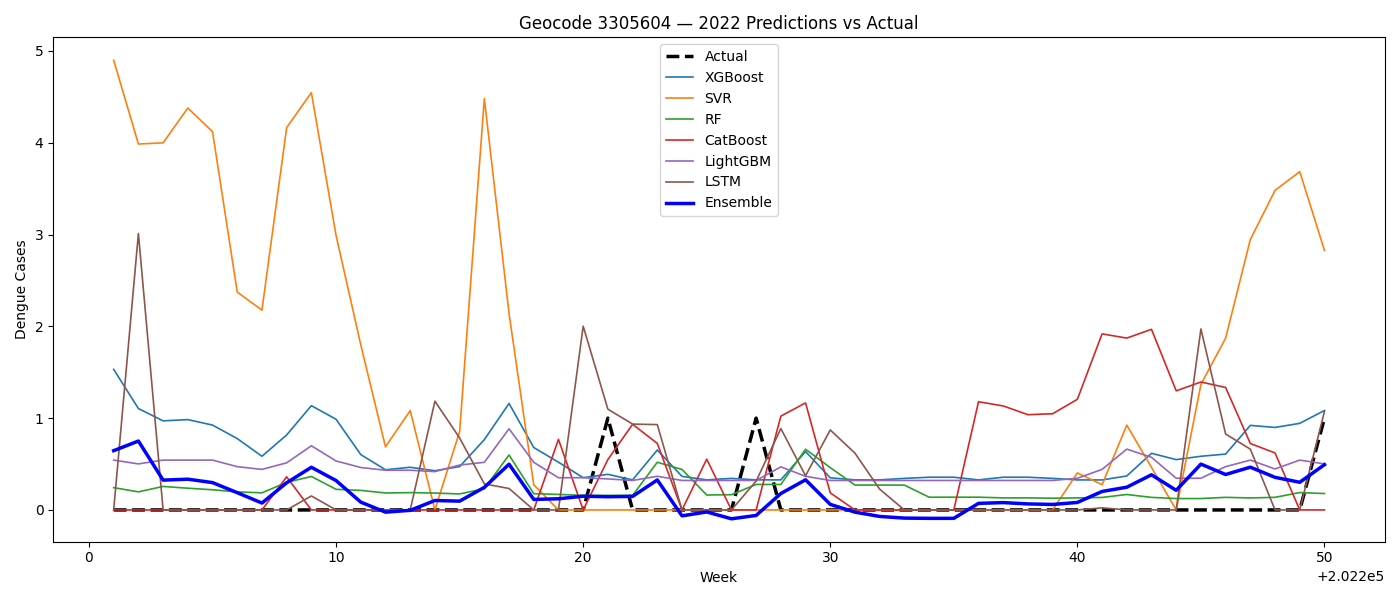 Geocode 3305604 — 2022 Predictions vs Actual
Actual
XGBoost
SVR
RF
CatBoost
LightGBM
LSTM
Ensemble
Dengue Cases
5
4
3
2
1
0
0 10 20 30 40 50
Week
+2.022e5